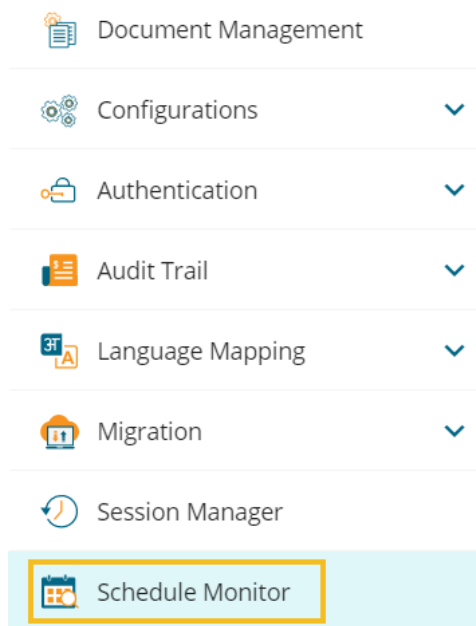 Document Management
Configurations
Authentication
Audit Trail
अ A
Language Mapping
Migration
Session Manager
Schedule Monitor